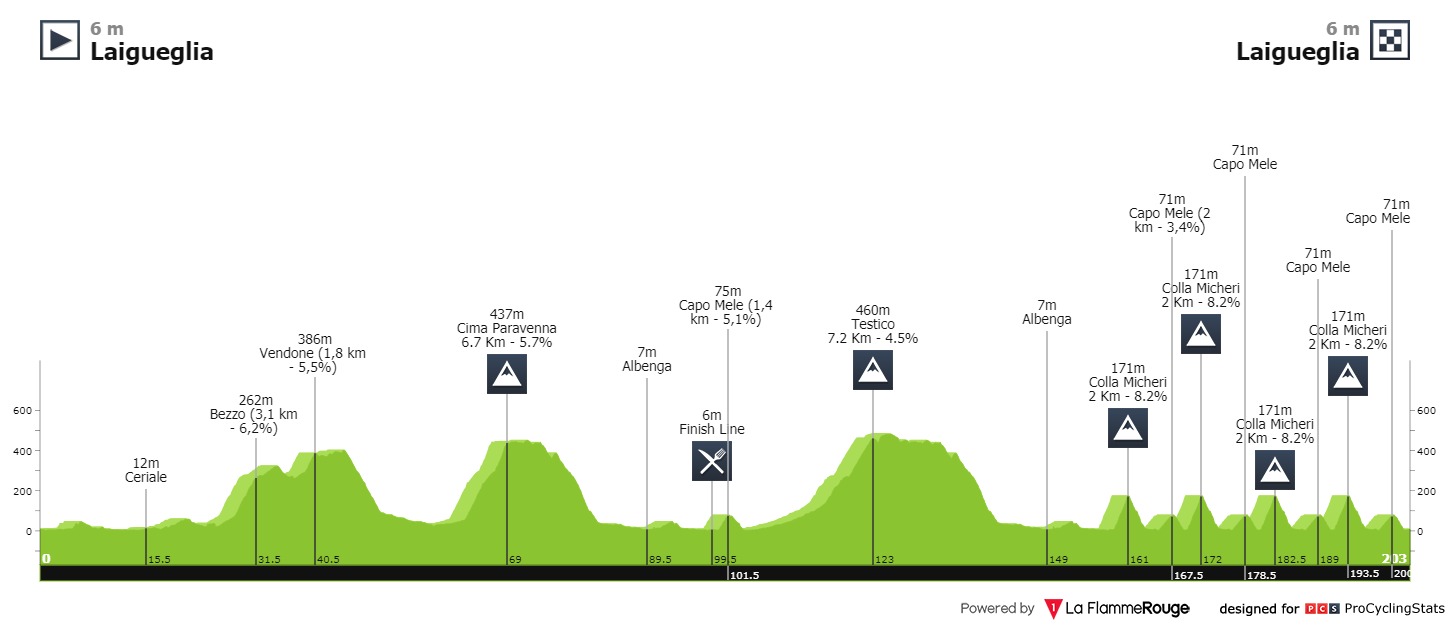 6 m
Laigueglia
6 m
Laigueglia
71m
Capo Mele
71m
Capo Mele (2
km - 3,4%)
71m
Capo Mele
71m
Capo Mele
171m
Colla Micheri
2 Km - 8.2%
75m
Capo Mele (1,4
km - 5,1%)
7m
Albenga
460m
Testico
7.2 Km - 4.5%
437m
Cima Paravenna
6.7 Km - 5.7%
171m
Colla Micheri
2 Km - 8.2%
386m
Vendone (1,8 km
- 5,5%)
7m
Albenga
171m
Colla Micheri
2 Km - 8.2%
262m
Bezzo (3,1 km
- 6,2%)
6m
Finish Line
171m
Colla Micheri
2 Km - 8.2%
12m
Ceriale
600
400
200
0
600
400
200
0
0 15.5 31.5 40.5 69 89.5 99.5 123 149 161 172 182.5 189 203
101.5 167.5 178.5 193.5 200
Powered by 1 La FlammeRouge designed for PCS ProCyclingStats